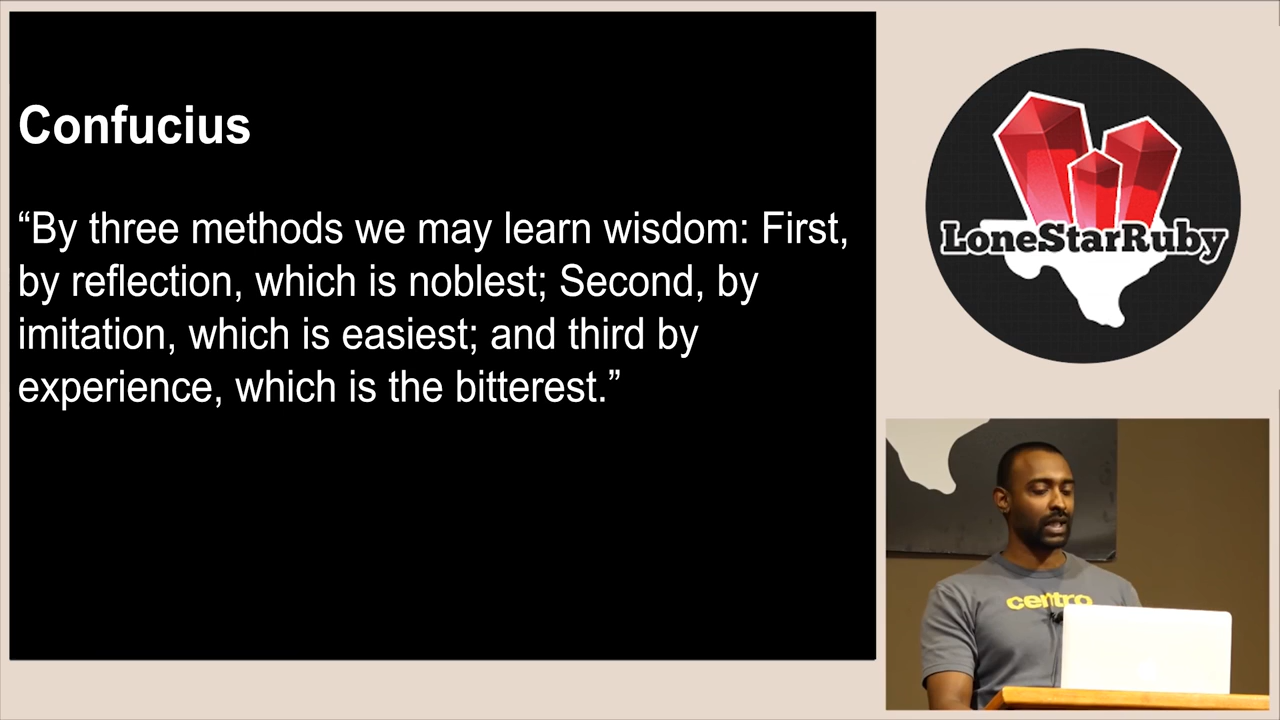 Confucius
“By three methods we may learn wisdom: First,
by reflection, which is noblest; Second, by
imitation, which is easiest; and third by
experience, which is the bitterest.”
LoneStarRuby
centro